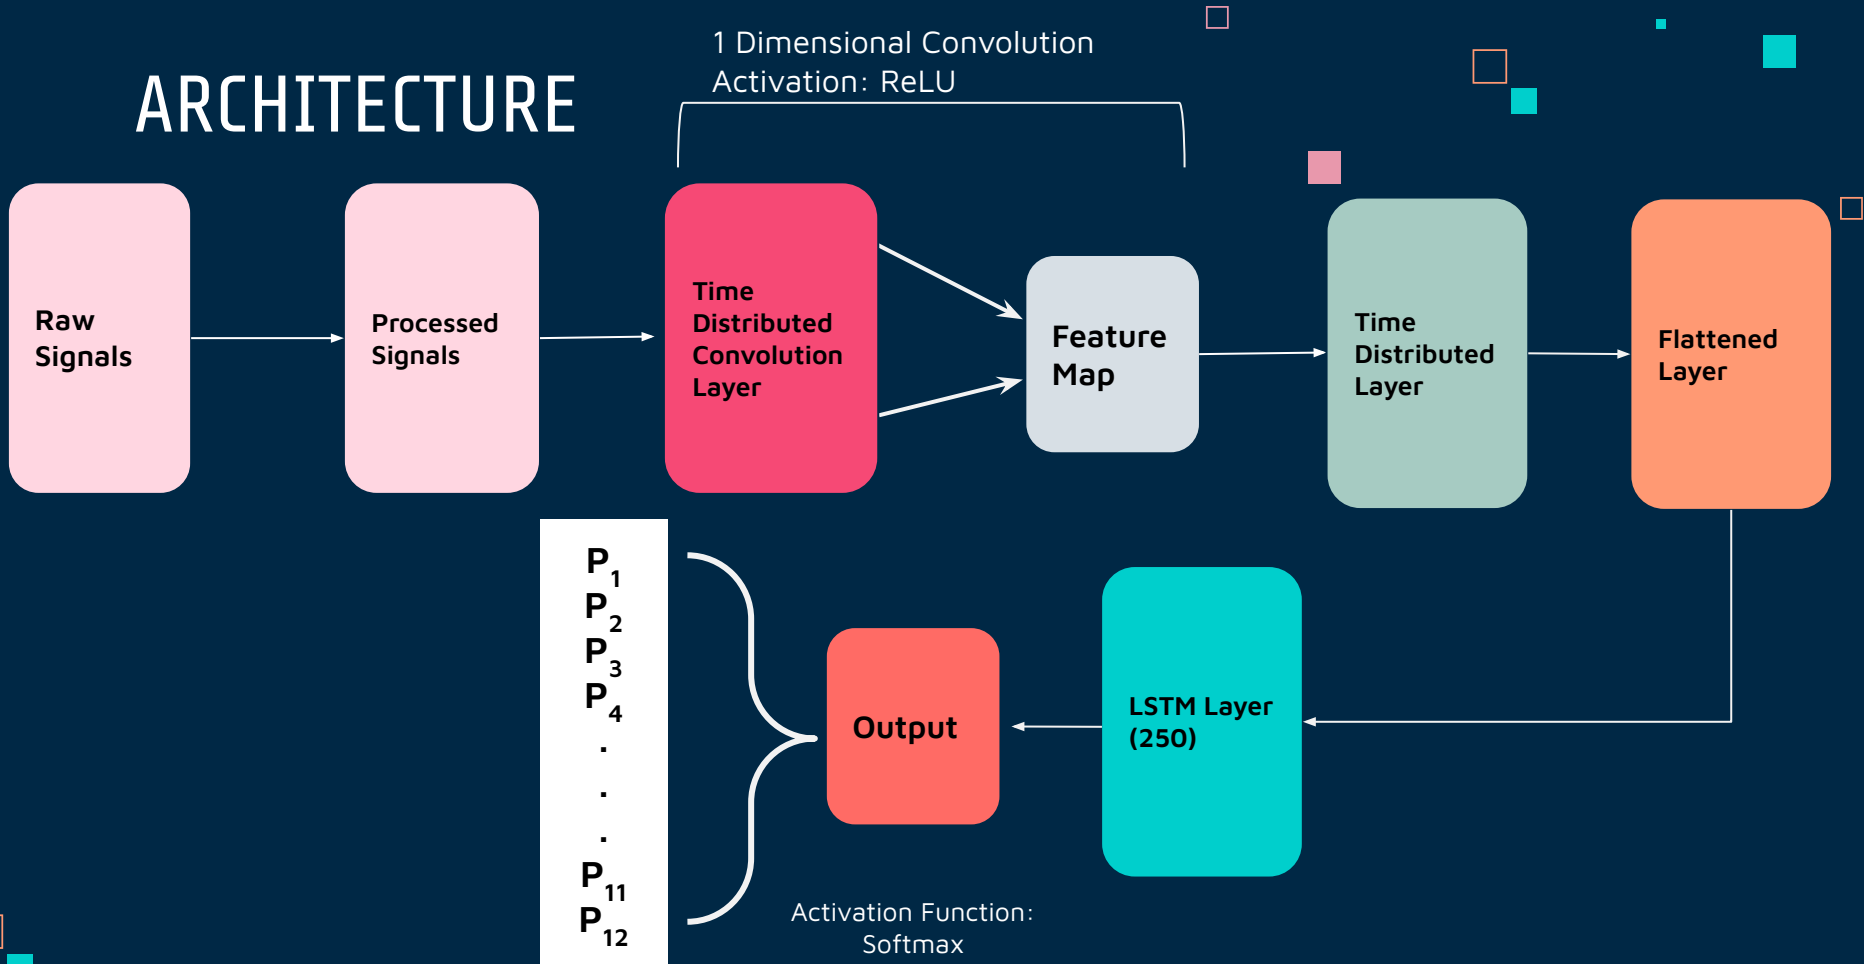 ARCHITECTURE
1 Dimensional Convolution
Activation: ReLU
Raw
Signals
Processed
Signals
Time
Distributed
Convolution
Layer
Feature
Map
Time
Distributed
Layer
Flattened
Layer
LSTM Layer
(250)
Output
P1
P2
P3
P4
.
.
.
P11
P12
Activation Function:
Softmax